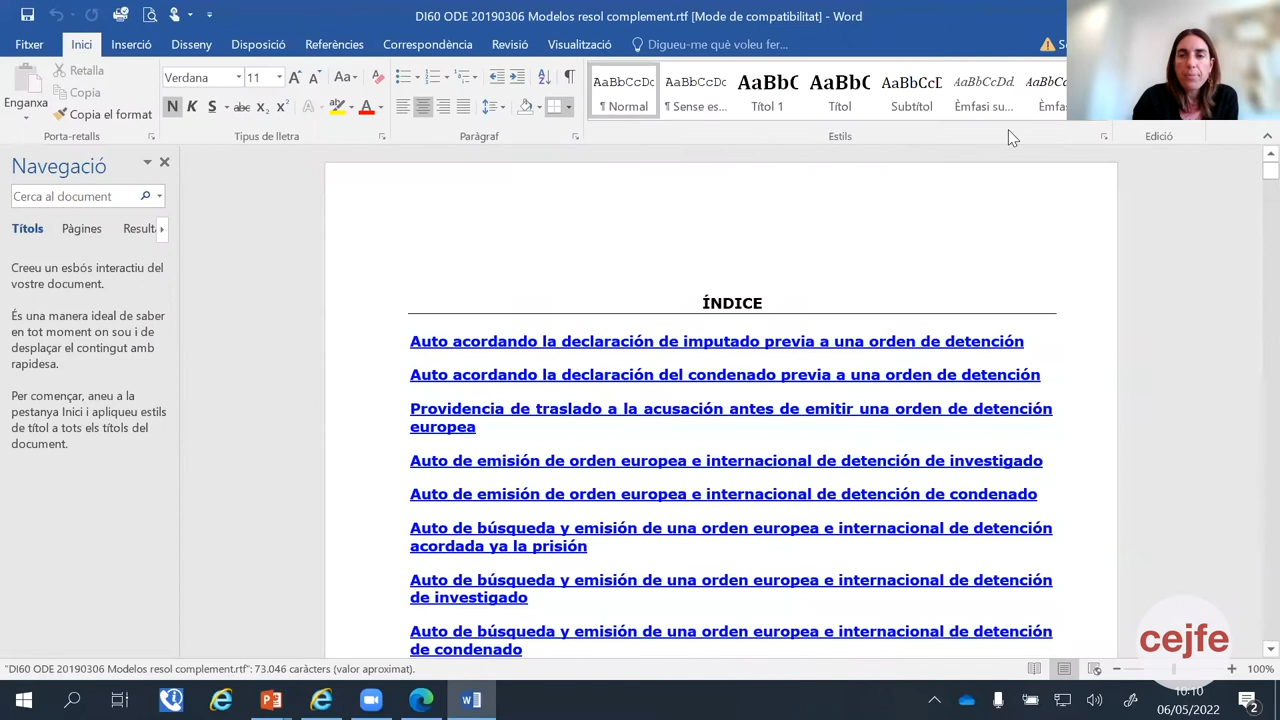 DI60 ODE 20190306 Modelos resol complement.rtf [Mode de compatibilitat] - Word
Fitxer Inici Inserció Disseny Disposició Referències Correspondència Revisió Visualització Digueu-me què voleu fer...
Enganxa
Retalla
Copia
Copia el format
Porta-retalls
Verdana 11
N K S abc x₂ x²
Tipus de lletra
Paràgraf
AaBbCcDc AaBbCcDc AaBbC AaBbC AaBbCcD AaBbCcDd
¶ Normal ¶ Sense es... Títol 1 Títol Subtítol Èmfasi su... Èmfas
Estils
Edició
Navegació
Cerca al document
Títols Pàgines Result
Creeu un esbós interactiu del
vostre document.
És una manera ideal de saber
en tot moment on sou i de
desplaçar el contingut amb
rapidesa.
Per començar, aneu a la
pestanya Inici i apliqueu estils
de títol a tots els títols del
document.
ÍNDICE
Auto acordando la declaración de imputado previa a una orden de detención
Auto acordando la declaración del condenado previa a una orden de detención
Providencia de traslado a la acusación antes de emitir una orden de detención
europea
Auto de emisión de orden europea e internacional de detención de investigado
Auto de emisión de orden europea e internacional de detención de condenado
Auto de búsqueda y emisión de una orden europea e internacional de detención
acordada ya la prisión
Auto de búsqueda y emisión de una orden europea e internacional de detención
de investigado
Auto de búsqueda y emisión de una orden europea e internacional de detención
de condenado
cejfe
"DI60 ODE 20190306 Modelos resol complement.rtf": 73.046 caràcters (valor aproximat).
100%
10:10
06/05/2022
2